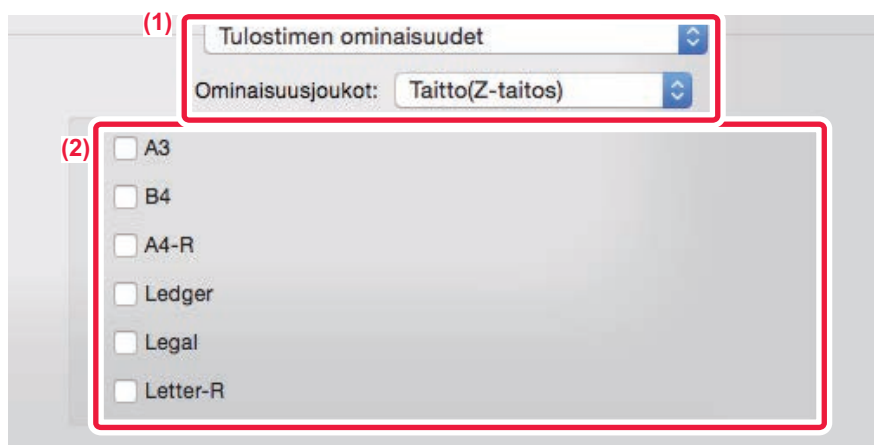 (1)
Tulostimen ominaisuudet
Ominaisuusjoukot: Taitto(Z-taitos)
(2)
A3
B4
A4-R
Ledger
Legal
Letter-R